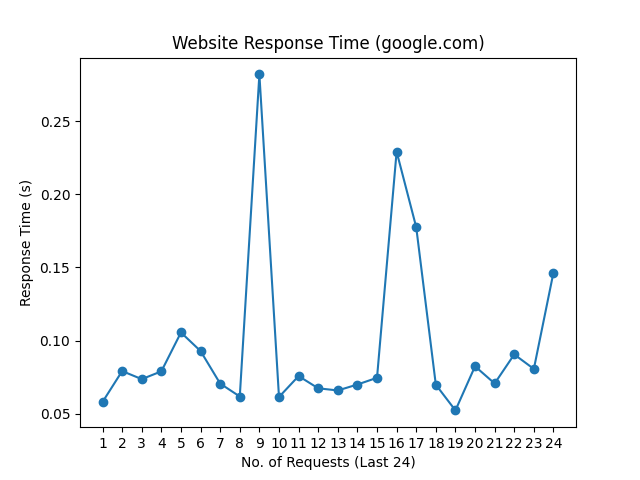 Website Response Time (google.com)
Response Time (s)
0.25
0.20
0.15
0.10
0.05
1 2 3 4 5 6 7 8 9 10 11 12 13 14 15 16 17 18 19 20 21 22 23 24
No. of Requests (Last 24)